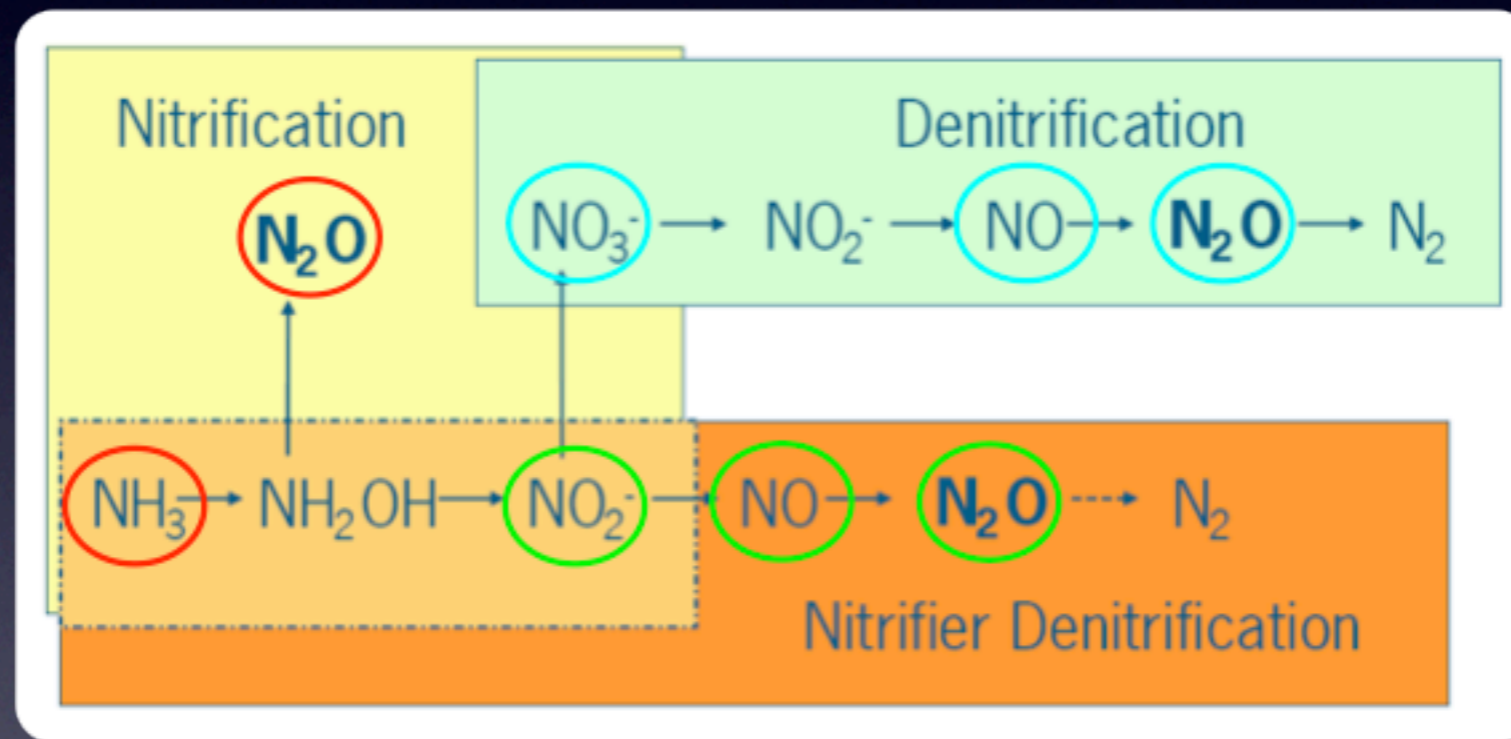 Nitrification
Denitrification
N₂O
NO₃⁻ → NO₂⁻ → NO → N₂O → N₂
NH₃ → NH₂OH → NO₂⁻ → NO → N₂O ⇢ N₂
Nitrifier Denitrification